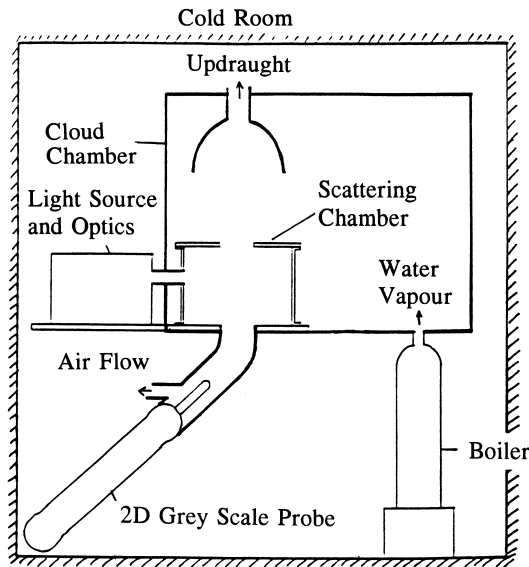 Cold Room
Updraught
Cloud
Chamber
Light Source
and Optics
Scattering
Chamber
Water
Vapour
Air Flow
Boiler
2D Grey Scale Probe